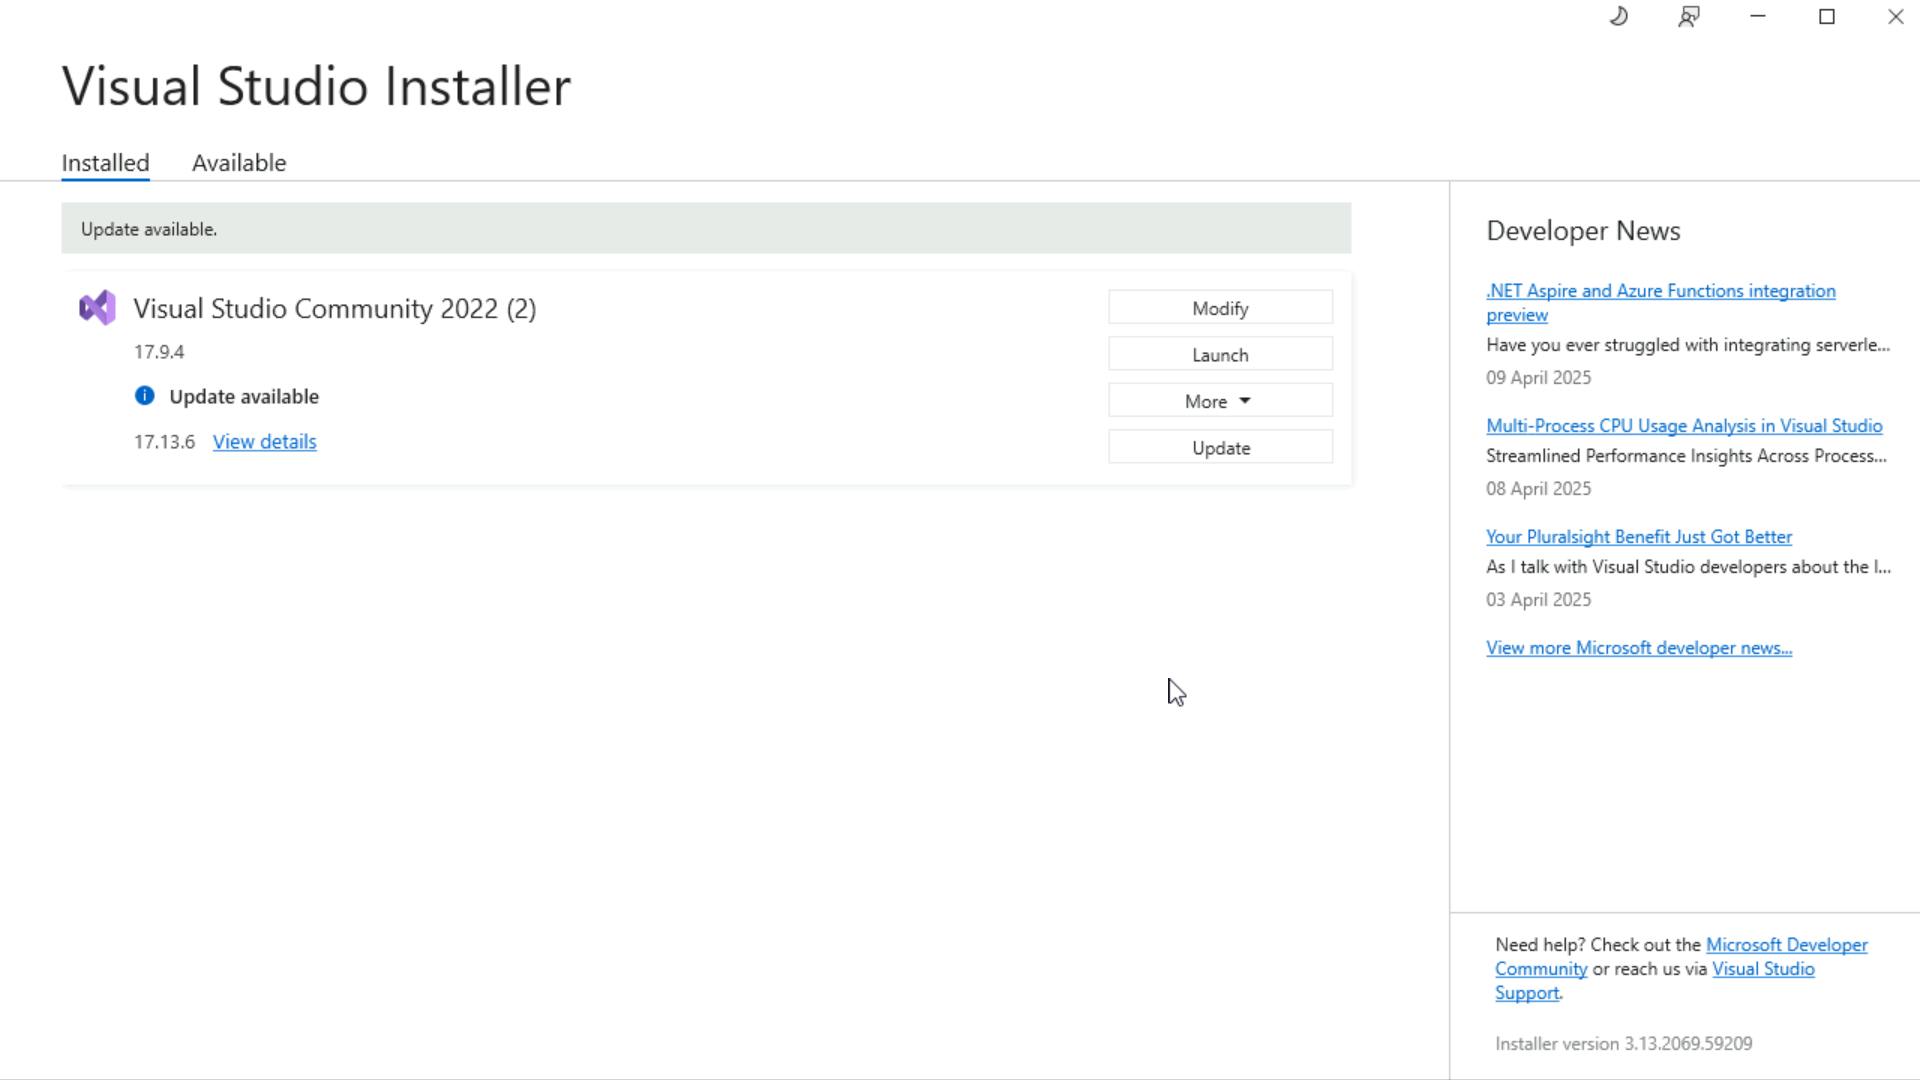 Visual Studio Installer
Installed
Available
Update available.
Visual Studio Community 2022 (2)
17.9.4
Update available
17.13.6 View details
Modify
Launch
More
Update
Developer News
.NET Aspire and Azure Functions integration
preview
Have you ever struggled with integrating serverle...
09 April 2025
Multi-Process CPU Usage Analysis in Visual Studio
Streamlined Performance Insights Across Process...
08 April 2025
Your Pluralsight Benefit Just Got Better
As I talk with Visual Studio developers about the l...
03 April 2025
View more Microsoft developer news...
Need help? Check out the Microsoft Developer
Community or reach us via Visual Studio
Support.
Installer version 3.13.2069.59209